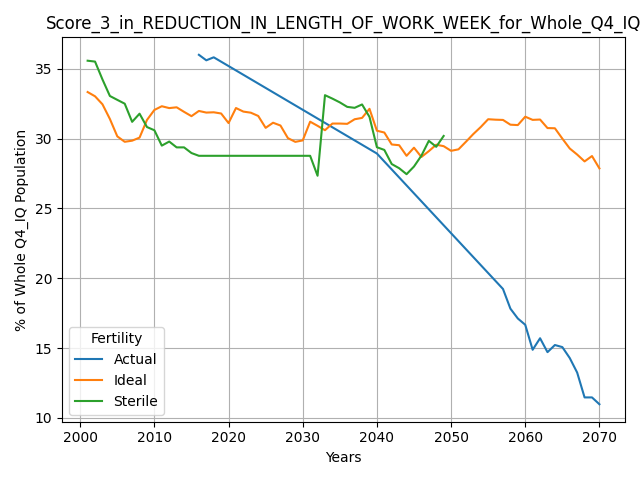 Score_3_in_REDUCTION_IN_LENGTH_OF_WORK_WEEK_for_Whole_Q4_IQ
% of Whole Q4_IQ Population
35
30
25
20
15
10
Fertility
Actual
Ideal
Sterile
2000 2010 2020 2030 2040 2050 2060 2070
Years